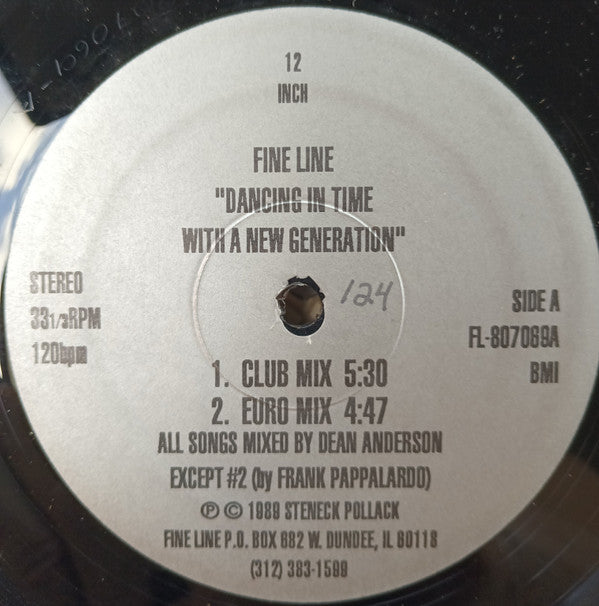 12
INCH
FINE LINE
"DANCING IN TIME
WITH A NEW GENERATION"
STEREO
33 1/3 RPM
120bpm
124
SIDE A
FL-807069A
BMI
1. CLUB MIX 5:30
2. EURO MIX 4:47
ALL SONGS MIXED BY DEAN ANDERSON
EXCEPT #2 (by FRANK PAPPALARDO)
Ⓟ © 1989 STENECK POLLACK
FINE LINE P.O. BOX 682 W. DUNDEE, IL 60118
(312) 383-1599